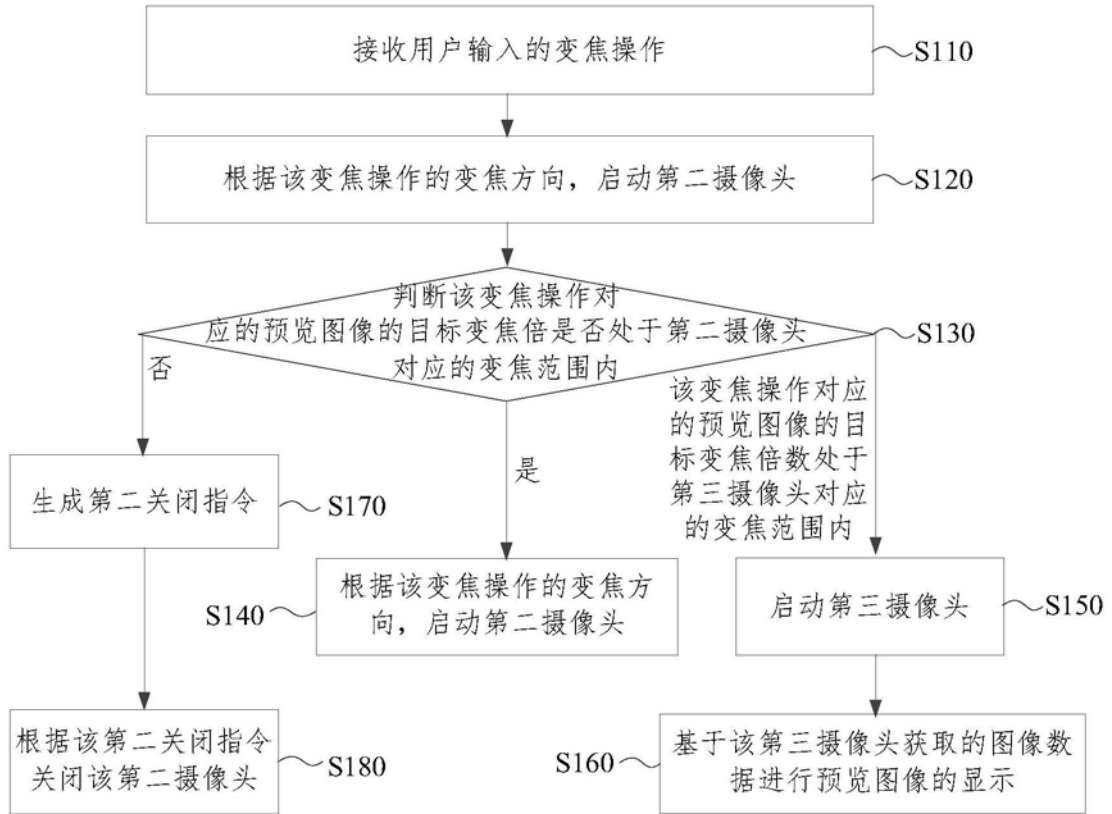 接收用户输入的变焦操作
S110
根据该变焦操作的变焦方向，启动第二摄像头
S120
判断该变焦操作对
应的预览图像的目标变焦倍是否处于第二摄像头
对应的变焦范围内
S130
否
是
该变焦操作对应
的预览图像的目
标变焦倍数处于
第三摄像头对应
的变焦范围内
生成第二关闭指令
S170
S140
根据该变焦操作的变焦方
向，启动第二摄像头
启动第三摄像头
S150
根据该第二关闭指令
关闭该第二摄像头
S180
S160
基于该第三摄像头获取的图像数
据进行预览图像的显示